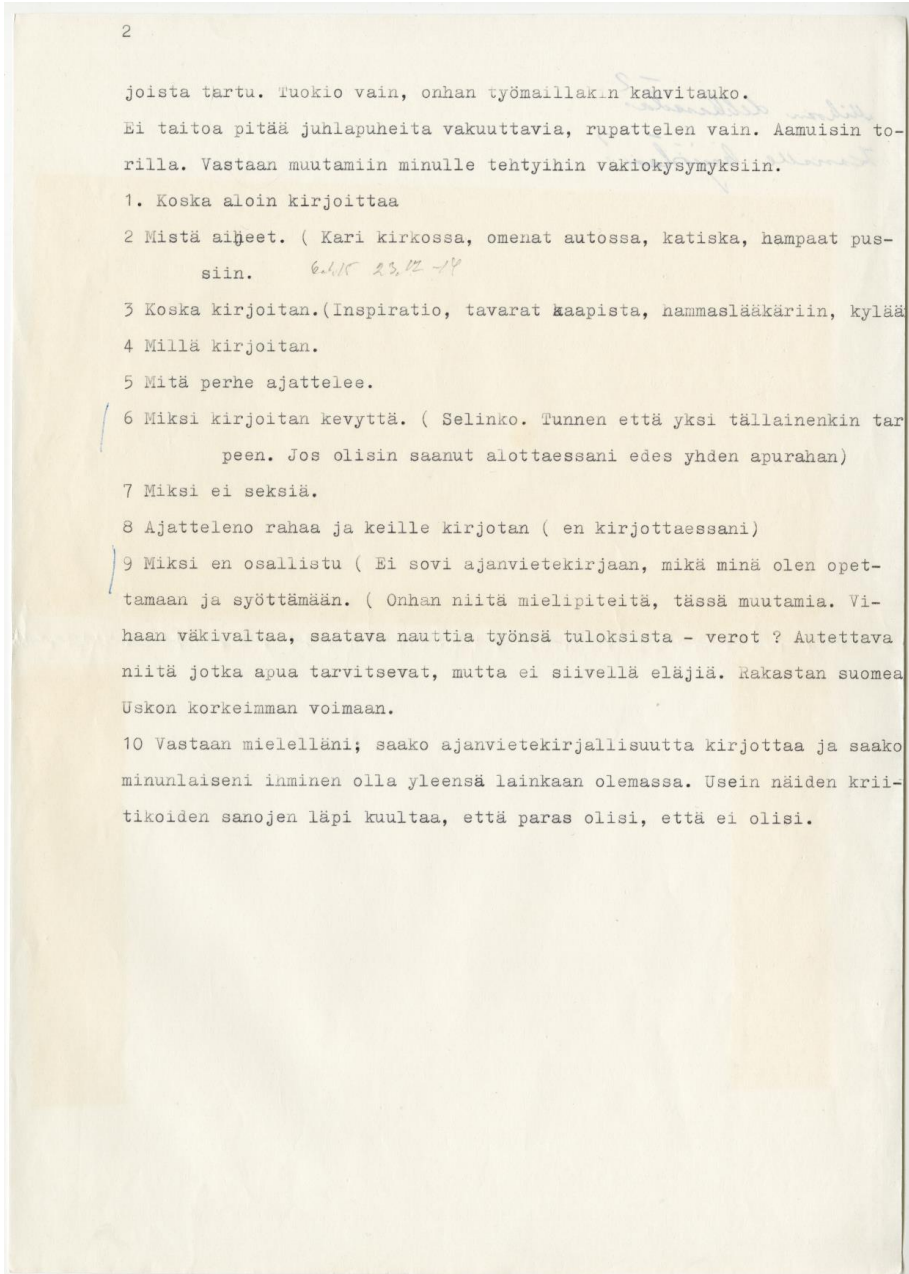 2
joista tartu. Tuokio vain, onhan työmaillakin kahvitauko.
Ei taitoa pitää juhlapuheita vakuuttavia, rupattelen vain. Aamuisin to-
rilla. Vastaan muutamiin minulle tehtyihin vakiokysymyksiin.
1. Koska aloin kirjoittaa
2 Mistä aiheet. ( Kari kirkossa, omenat autossa, katiska, hampaat pus-
siin. 23.12 -14
3 Koska kirjoitan.(Inspiratio, tavarat kaapista, hammaslääkäriin, kylää
4 Millä kirjoitan.
5 Mitä perhe ajattelee.
6 Miksi kirjoitan kevyttä. ( Selinko. Tunnen että yksi tällainenkin tar
peen. Jos olisin saanut alottaessani edes yhden apurahan)
7 Miksi ei seksiä.
8 Ajatteleno rahaa ja keille kirjotan ( en kirjottaessani)
9 Miksi en osallistu ( Ei sovi ajanvietekirjaan, mikä minä olen opet-
tamaan ja syöttämään. ( Onhan niitä mielipiteitä, tässä muutamia. Vi-
haan väkivaltaa, saatava nauttia työnsä tuloksista - verot ? Autettava
niitä jotka apua tarvitsevat, mutta ei siivellä eläjiä. Rakastan suomea
Uskon korkeimman voimaan.
10 Vastaan mielelläni; saako ajanvietekirjallisuutta kirjottaa ja saako
minunlaiseni ihminen olla yleensä lainkaan olemassa. Usein näiden krii-
tikoiden sanojen läpi kuultaa, että paras olisi, että ei olisi.